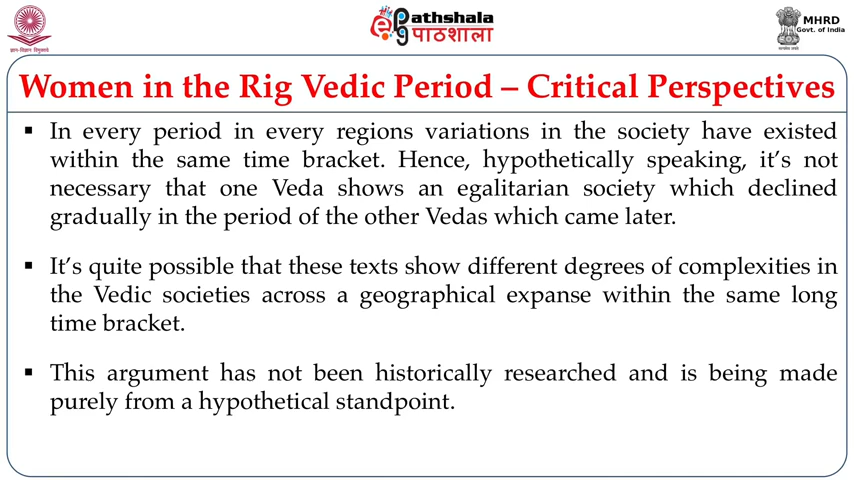 ज्ञान-विज्ञान विमुक्तये
ePathshala
पाठशाला
MHRD
Govt. of India
Women in the Rig Vedic Period – Critical Perspectives
▪ In every period in every regions variations in the society have existed
within the same time bracket. Hence, hypothetically speaking, it’s not
necessary that one Veda shows an egalitarian society which declined
gradually in the period of the other Vedas which came later.
▪ It’s quite possible that these texts show different degrees of complexities in
the Vedic societies across a geographical expanse within the same long
time bracket.
▪ This argument has not been historically researched and is being made
purely from a hypothetical standpoint.